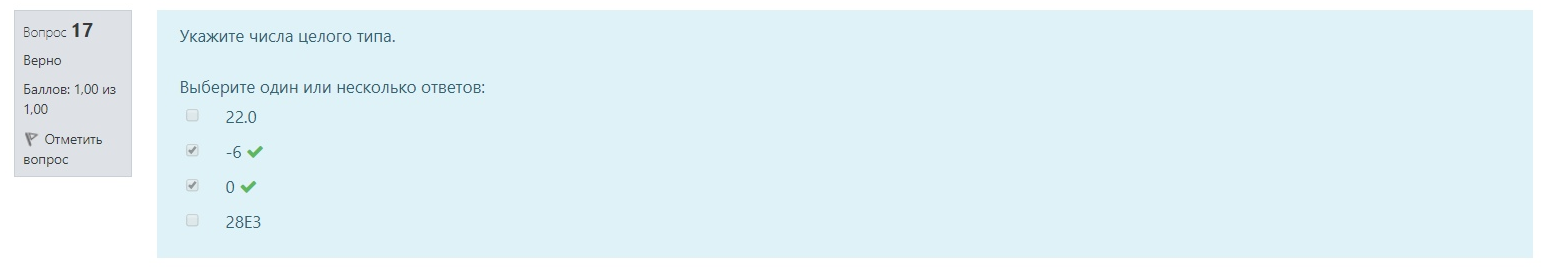 Вопрос 17
Верно
Баллов: 1,00 из
1,00
Отметить
вопрос
Укажите числа целого типа.
Выберите один или несколько ответов:
22.0
-6
0
28E3